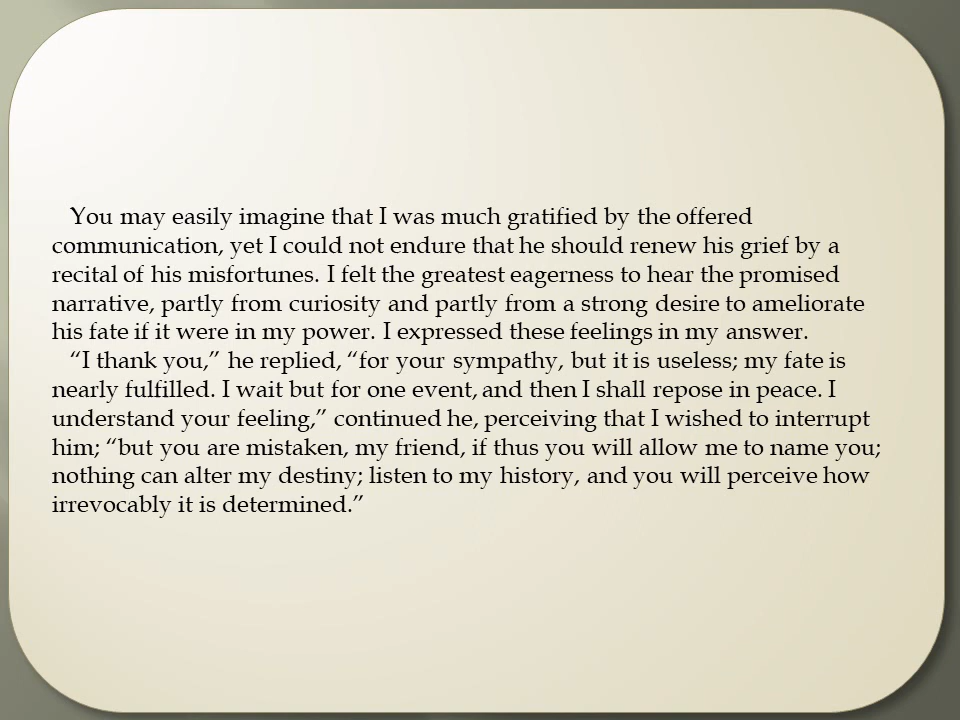 You may easily imagine that I was much gratified by the offered
communication, yet I could not endure that he should renew his grief by a
recital of his misfortunes. I felt the greatest eagerness to hear the promised
narrative, partly from curiosity and partly from a strong desire to ameliorate
his fate if it were in my power. I expressed these feelings in my answer.
“I thank you,” he replied, “for your sympathy, but it is useless; my fate is
nearly fulfilled. I wait but for one event, and then I shall repose in peace. I
understand your feeling,” continued he, perceiving that I wished to interrupt
him; “but you are mistaken, my friend, if thus you will allow me to name you;
nothing can alter my destiny; listen to my history, and you will perceive how
irrevocably it is determined.”